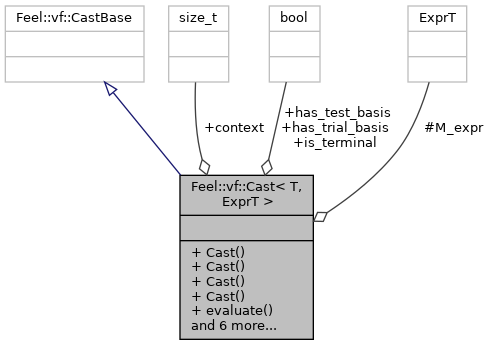 Feel::vf::CastBase
size_t
bool
ExprT
+context
+has_test_basis
+has_trial_basis
+is_terminal
#M_expr
Feel::vf::Cast< T,
ExprT >
+ Cast()
+ Cast()
+ Cast()
+ Cast()
+ evaluate()
and 6 more...